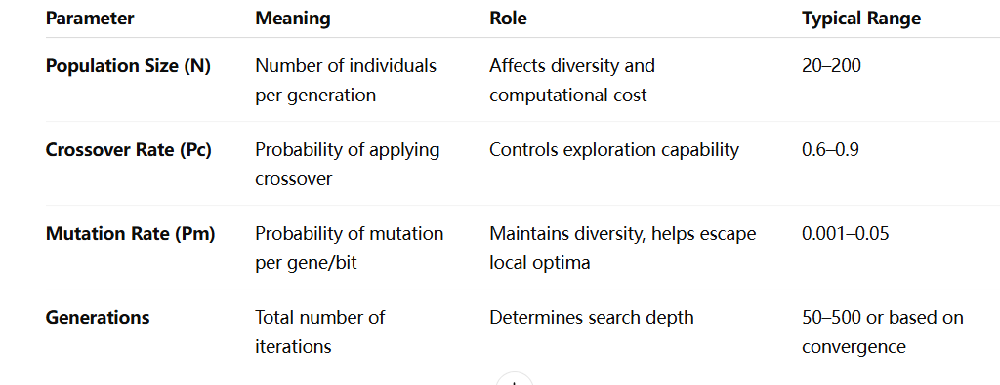 Parameter Meaning Role Typical Range
Population Size (N) Number of individuals Affects diversity and 20–200
per generation computational cost
Crossover Rate (Pc) Probability of applying Controls exploration capability 0.6–0.9
crossover
Mutation Rate (Pm) Probability of mutation Maintains diversity, helps escape 0.001–0.05
per gene/bit local optima
Generations Total number of Determines search depth 50–500 or based on
iterations convergence